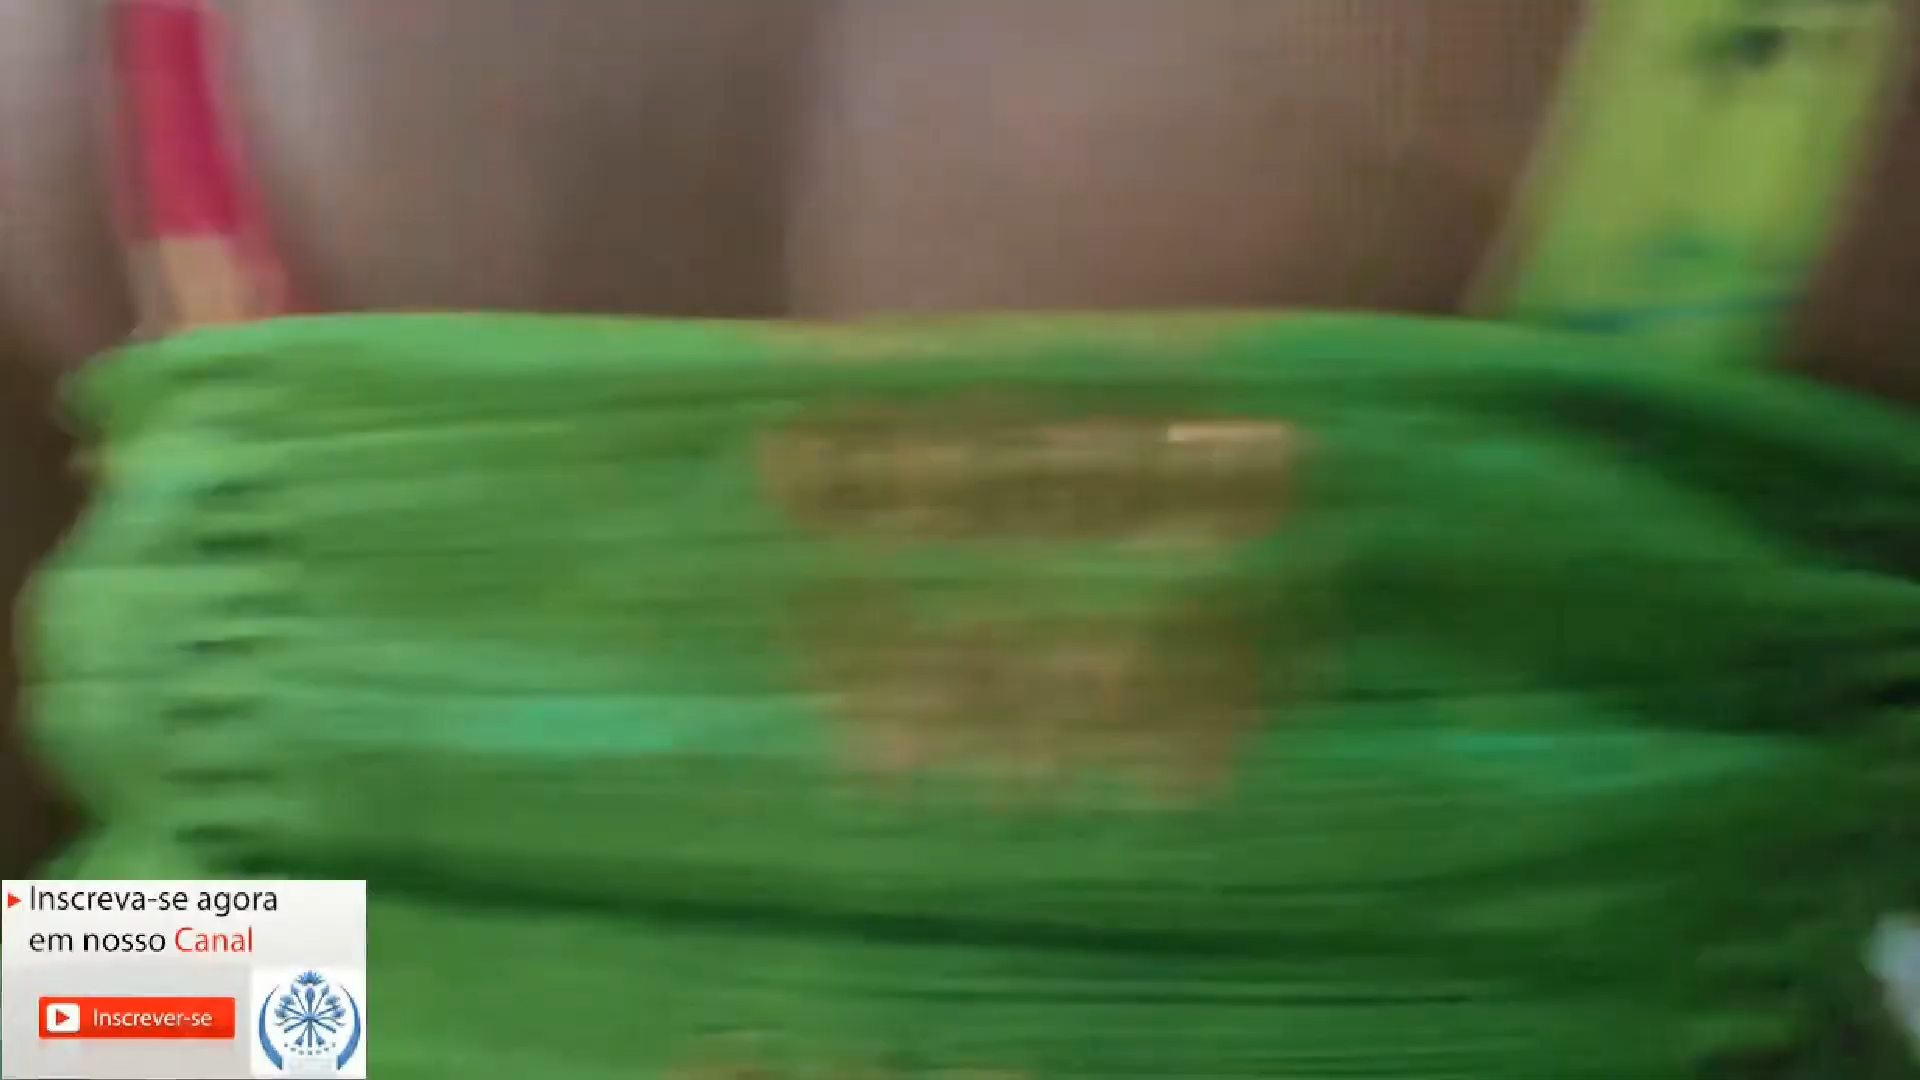 Inscreva-se agora
em nosso Canal
Inscrever-se